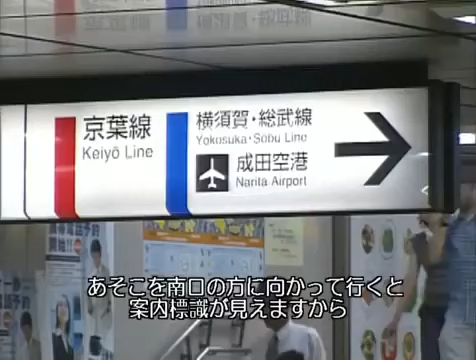 京葉線
Keiyō Line
横須賀・総武線
Yokosuka-Sōbu Line
成田空港
Narita Airport
あそこを南口の方に向かって行くと
案内標識が見えますから